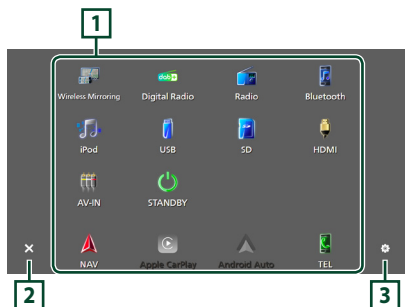 1
Wireless Mirroring Digital Radio Radio Bluetooth
iPod USB SD HDMI
AV-IN STANDBY
NAV Apple CarPlay Android Auto TEL
2 3